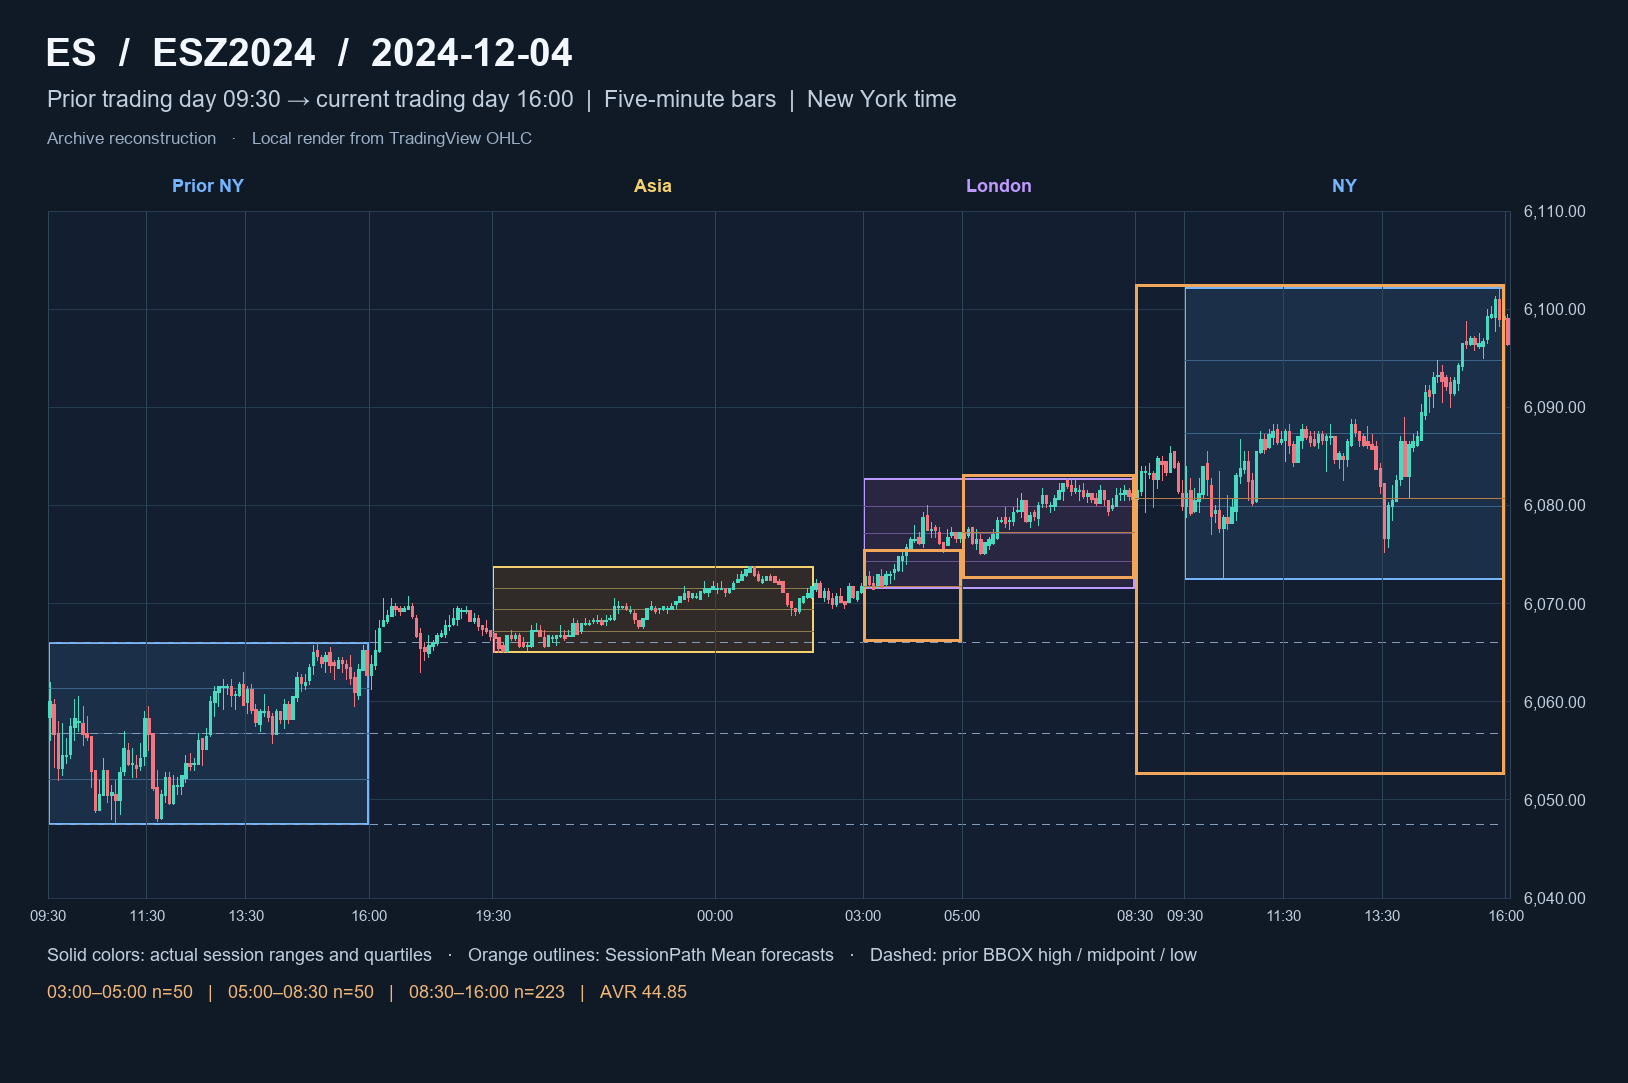 ES / ESZ2024 / 2024-12-04
Prior trading day 09:30 → current trading day 16:00 | Five-minute bars | New York time
Archive reconstruction · Local render from TradingView OHLC
Prior NY Asia London NY
6,110.00
6,100.00
6,090.00
6,080.00
6,070.00
6,060.00
6,050.00
6,040.00
09:30 11:30 13:30 16:00 19:30 00:00 03:00 05:00 08:30 09:30 11:30 13:30 16:00
Solid colors: actual session ranges and quartiles · Orange outlines: SessionPath Mean forecasts · Dashed: prior BBOX high / midpoint / low
03:00–05:00 n=50 | 05:00–08:30 n=50 | 08:30–16:00 n=223 | AVR 44.85